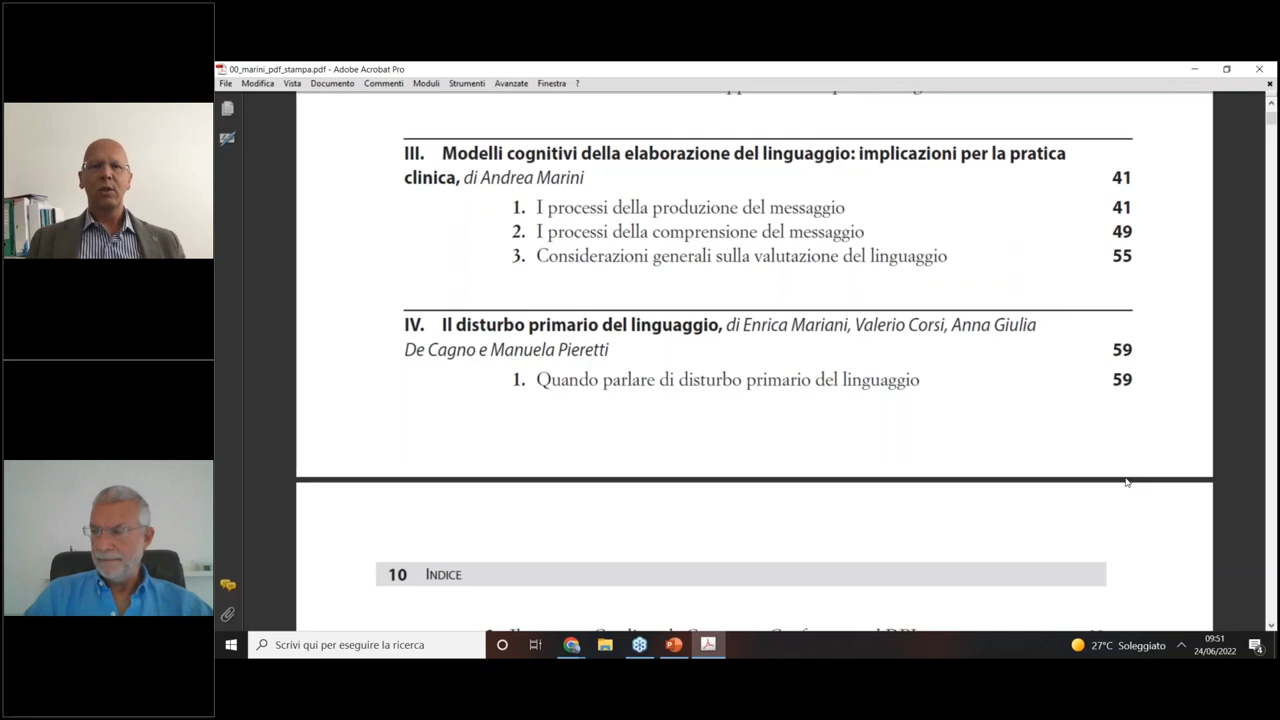 00_marini_pdf_stampa.pdf - Adobe Acrobat Pro
File Modifica Vista Documento Commenti Moduli Strumenti Avanzate Finestra ?
III. Modelli cognitivi della elaborazione del linguaggio: implicazioni per la pratica
clinica, di Andrea Marini 41
1. I processi della produzione del messaggio 41
2. I processi della comprensione del messaggio 49
3. Considerazioni generali sulla valutazione del linguaggio 55
IV. Il disturbo primario del linguaggio, di Enrica Mariani, Valerio Corsi, Anna Giulia
De Cagno e Manuela Pieretti 59
1. Quando parlare di disturbo primario del linguaggio 59
10 INDICE
Scrivi qui per eseguire la ricerca
27°C Soleggiato
09:51
24/06/2022
4